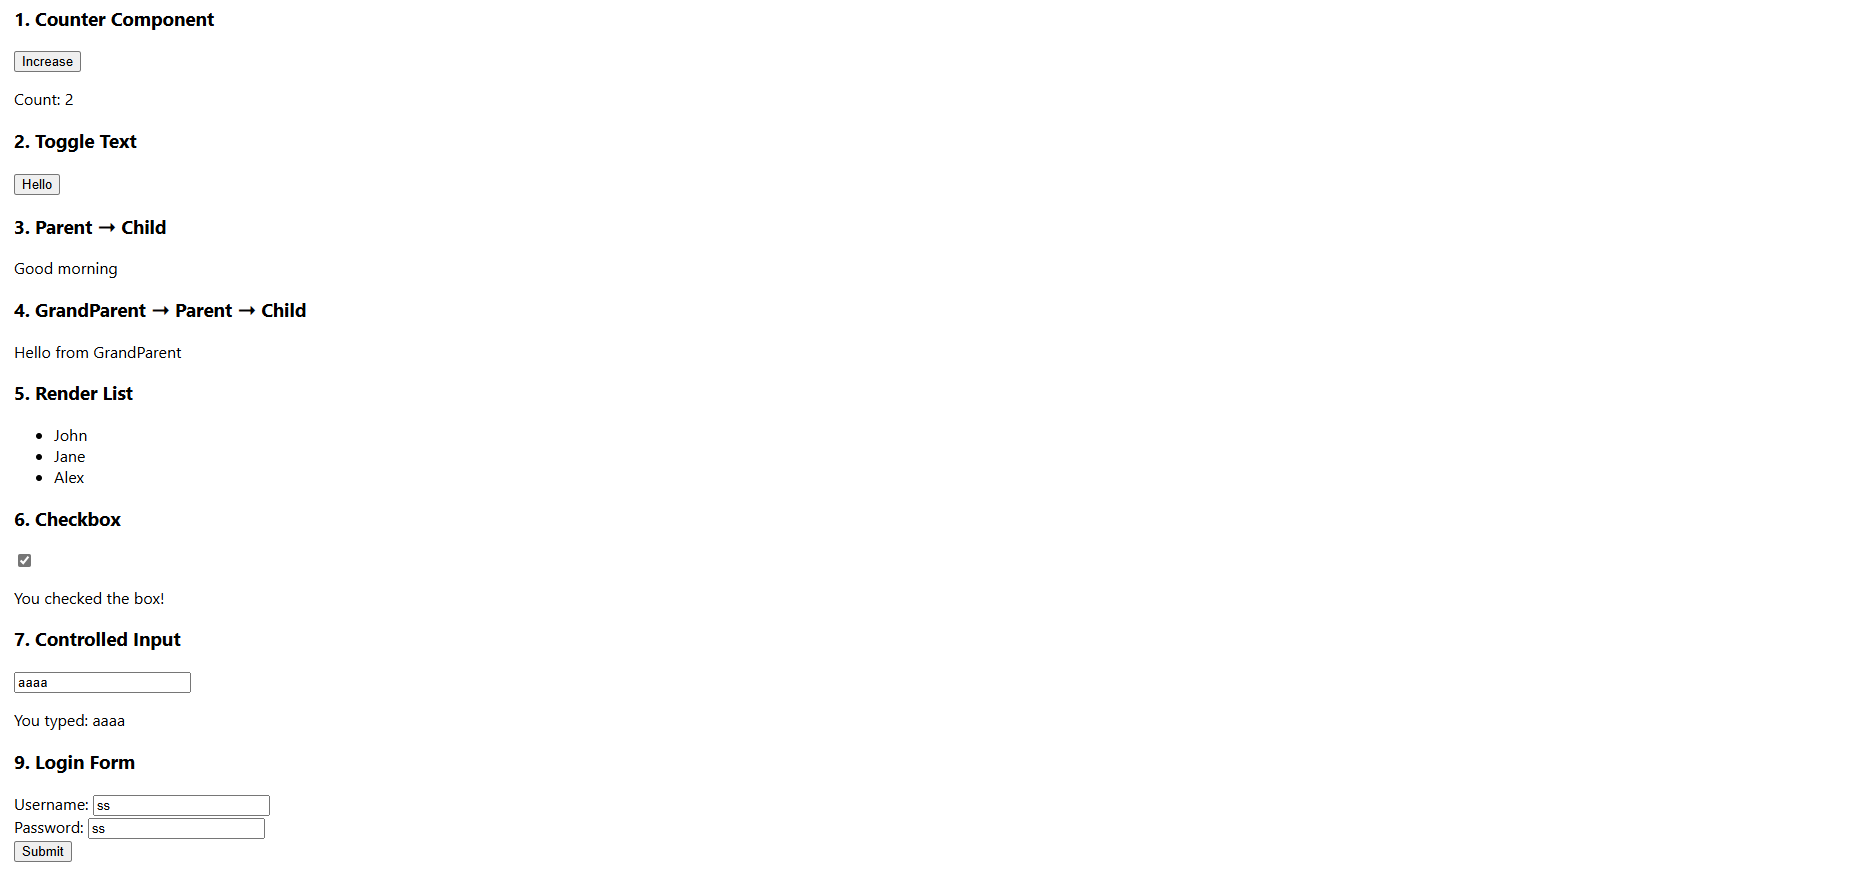 1. Counter Component
Increase
Count: 2
2. Toggle Text
Hello
3. Parent → Child
Good morning
4. GrandParent → Parent → Child
Hello from GrandParent
5. Render List
• John
• Jane
• Alex
6. Checkbox
You checked the box!
7. Controlled Input
aaaa
You typed: aaaa
9. Login Form
Username: ss
Password: ss
Submit